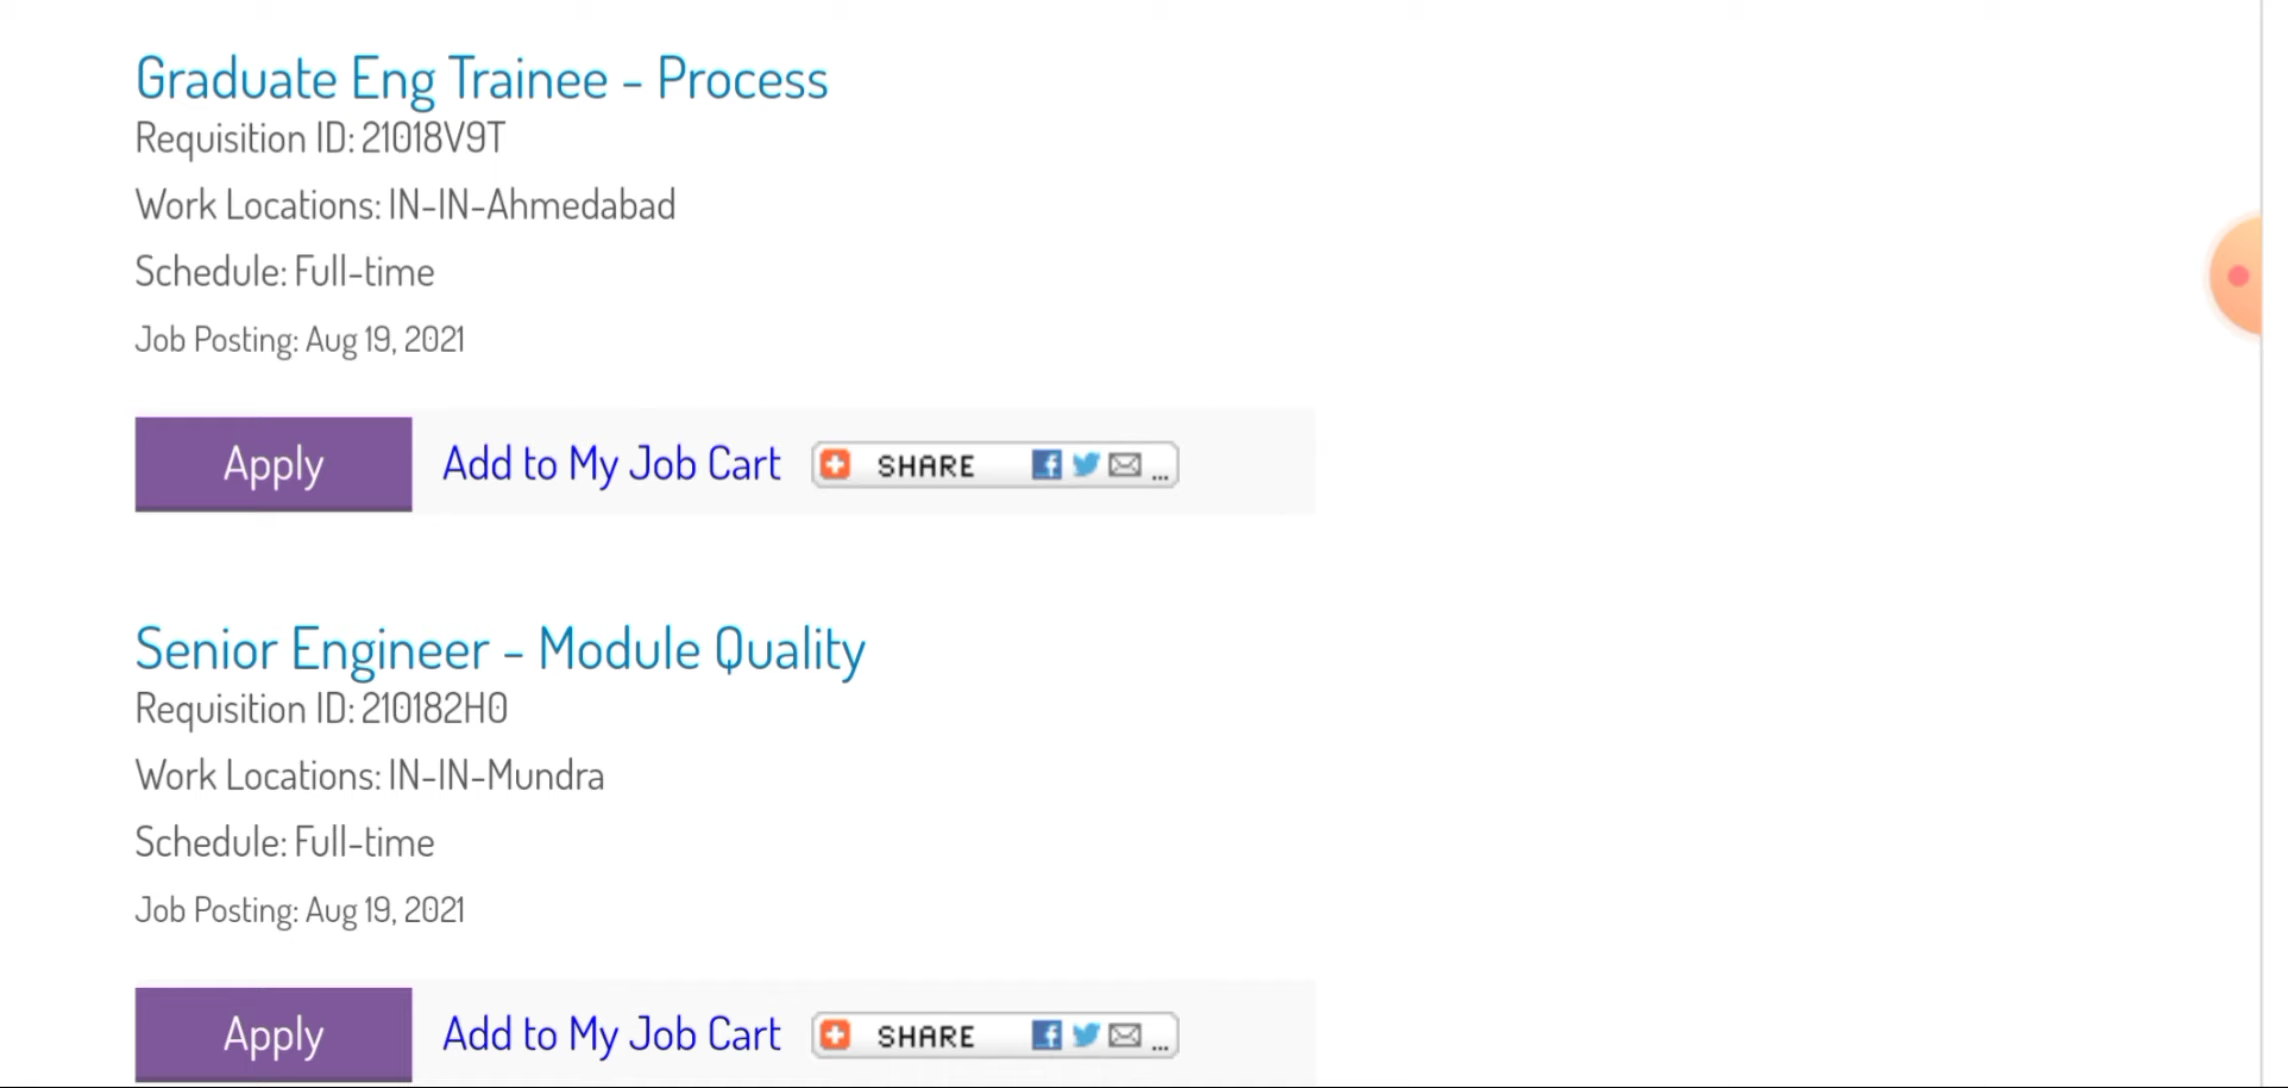 Graduate Eng Trainee - Process
Requisition ID: 21018V9T
Work Locations: IN-IN-Ahmedabad
Schedule: Full-time
Job Posting: Aug 19, 2021
Apply Add to My Job Cart SHARE ...
Senior Engineer - Module Quality
Requisition ID: 210182H0
Work Locations: IN-IN-Mundra
Schedule: Full-time
Job Posting: Aug 19, 2021
Apply Add to My Job Cart SHARE ...